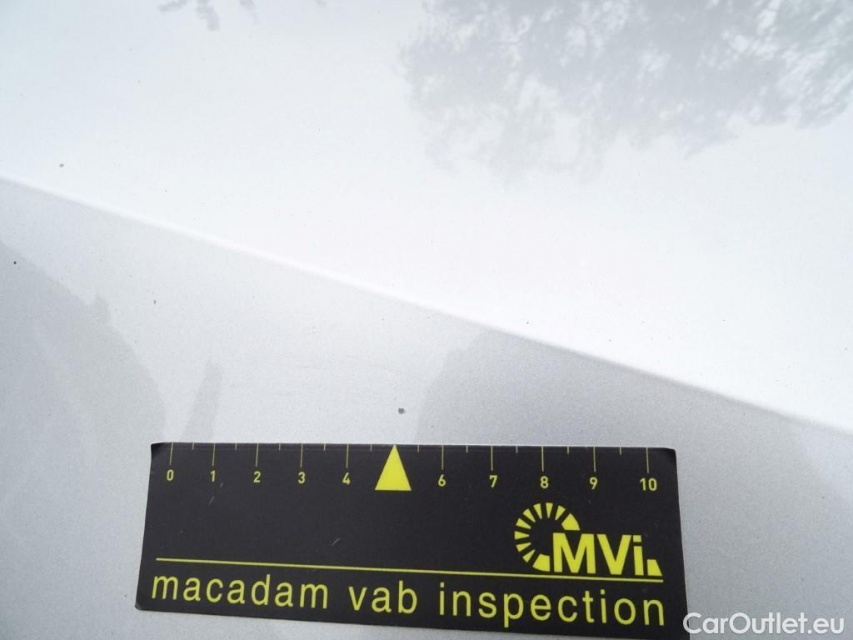 0 1 2 3 4 6 7 8 9 10
MVi
macadam vab inspection
CarOutlet.eu